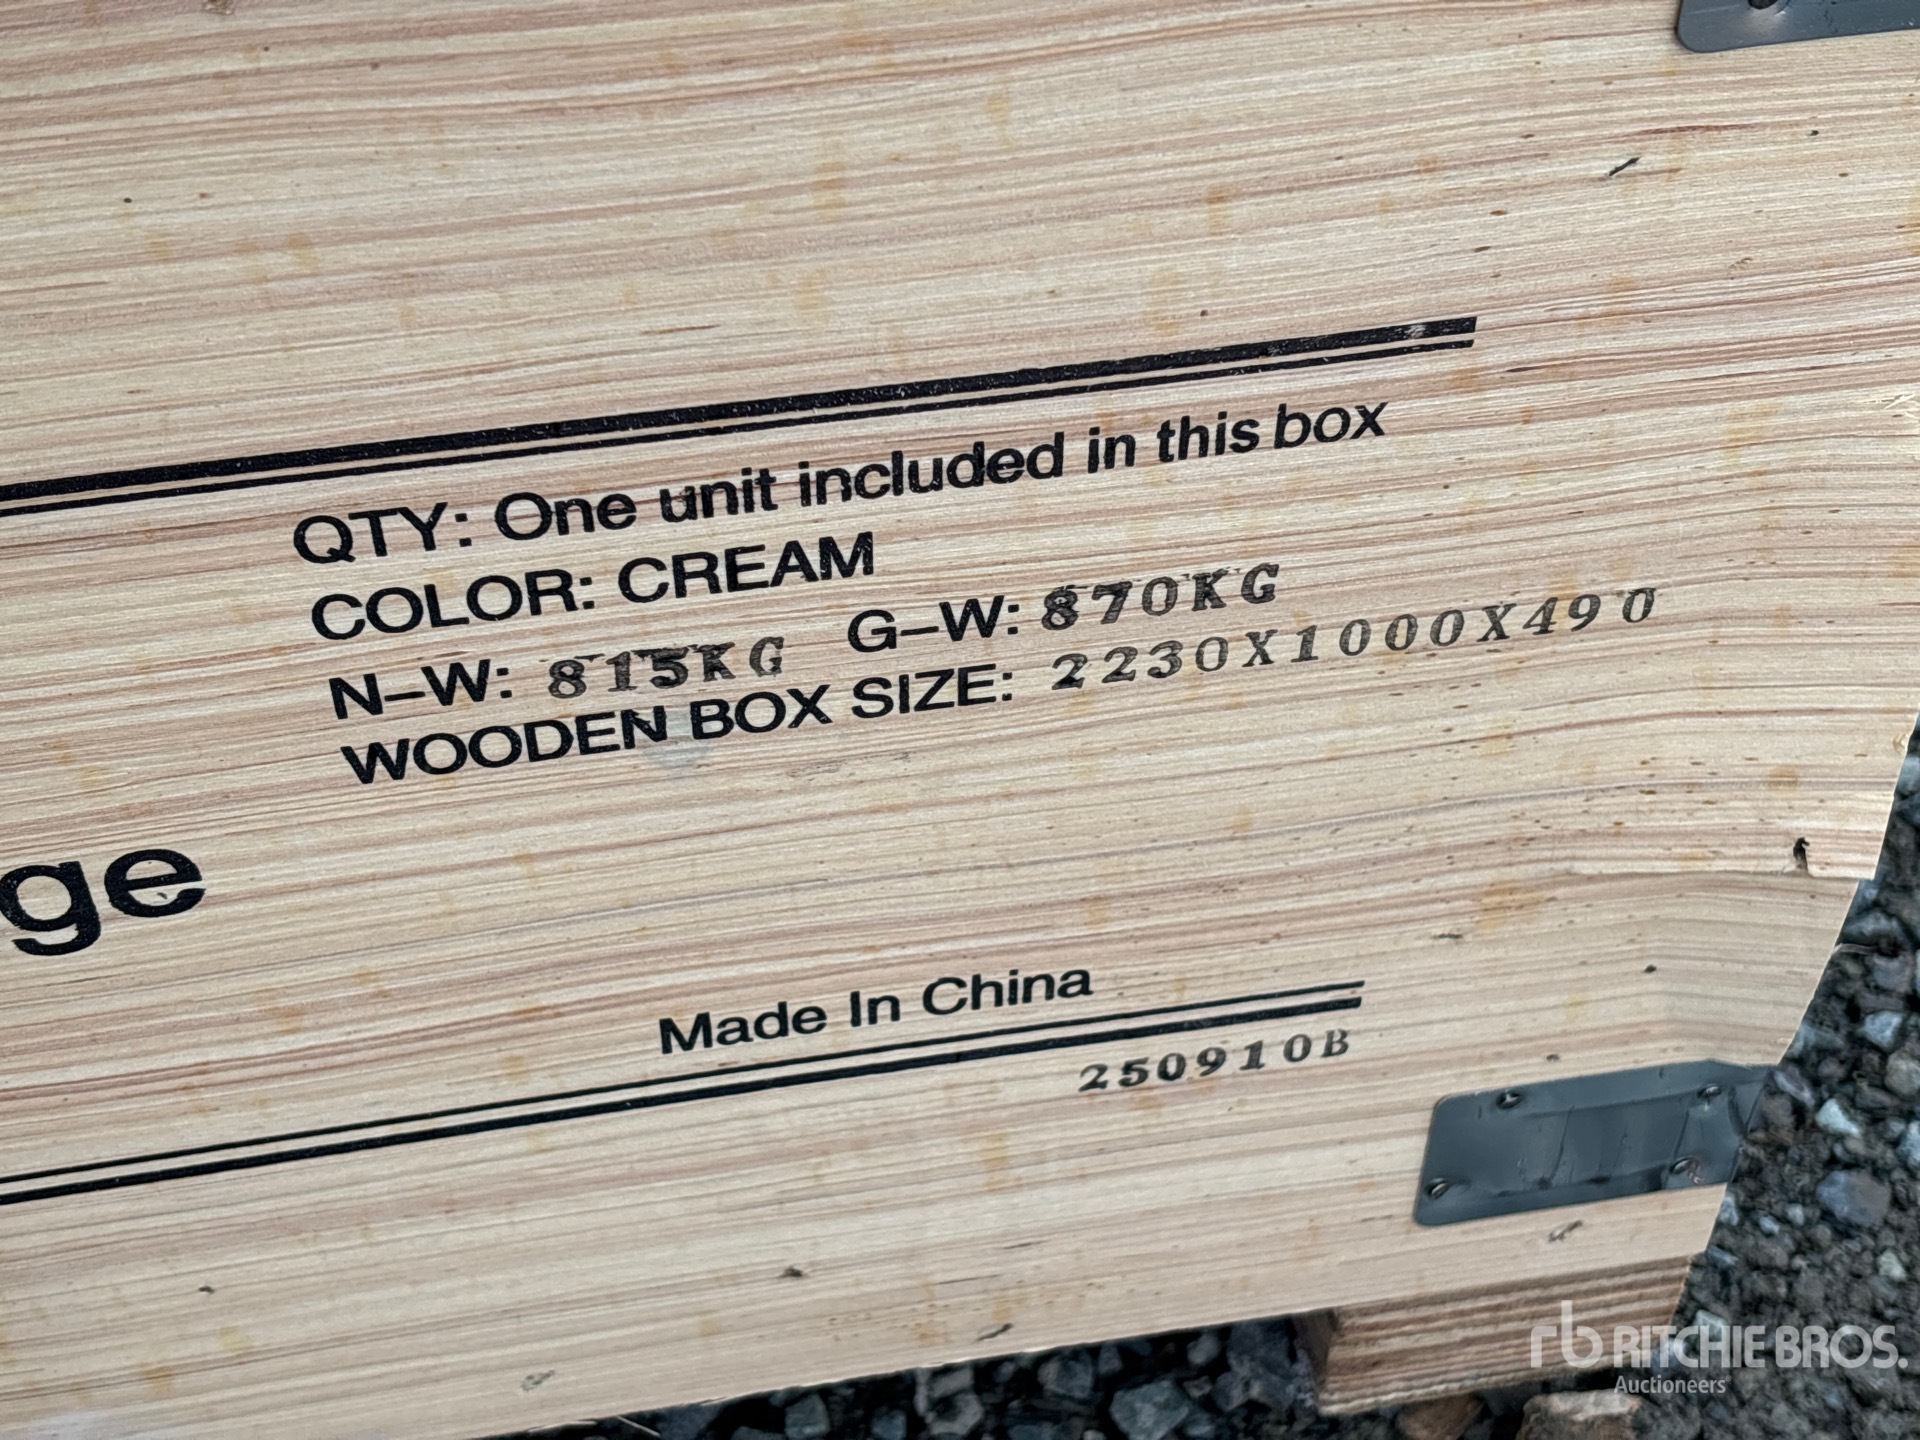 QTY: One unit included in this box
COLOR: CREAM
N-W: 815KG G-W: 870KG
WOODEN BOX SIZE: 2230X1000X490
ge
Made In China
250910B
rb RITCHIE BROS.
Auctioneers